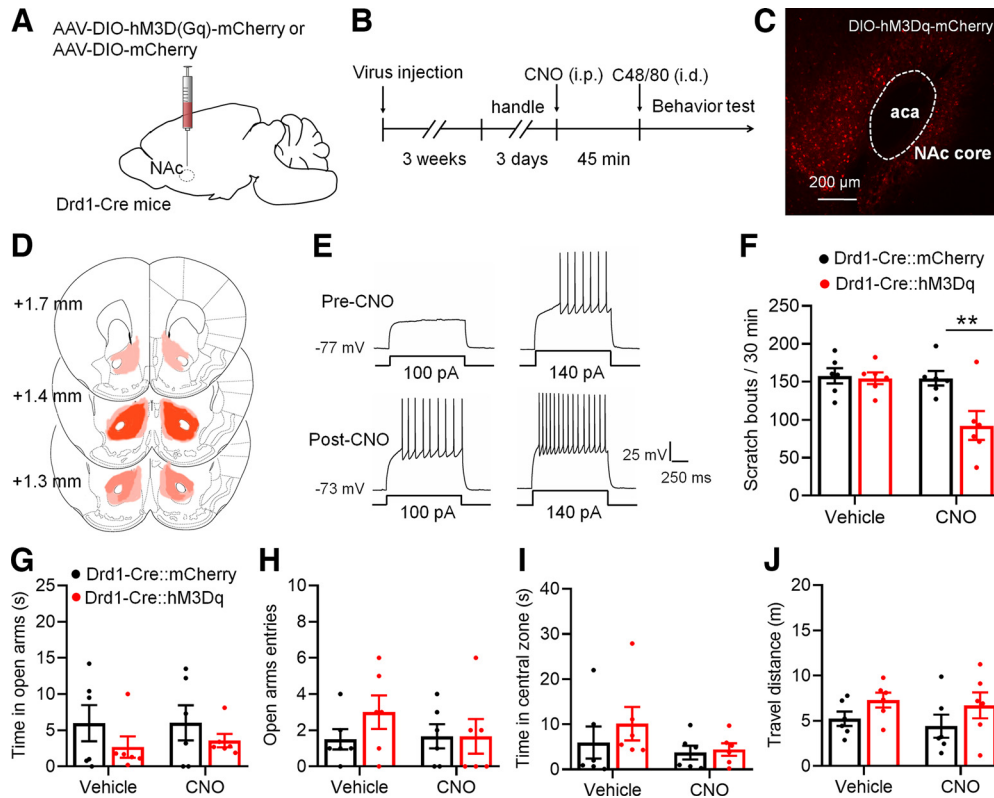 A
AAV-DIO-hM3D(Gq)-mCherry or
AAV-DIO-mCherry
NAc
Drd1-Cre mice
B
Virus injection
CNO (i.p.)
C48/80 (i.d.)
handle
Behavior test
3 weeks
3 days
45 min
C
DIO-hM3Dq-mCherry
aca
NAc core
200 µm
D
+1.7 mm
+1.4 mm
+1.3 mm
E
Pre-CNO
-77 mV
100 pA
140 pA
Post-CNO
-73 mV
100 pA
140 pA
25 mV
250 ms
F
Drd1-Cre::mCherry
Drd1-Cre::hM3Dq
Scratch bouts / 30 min
250
200
150
100
50
0
**
Vehicle
CNO
G
Drd1-Cre::mCherry
Drd1-Cre::hM3Dq
Time in open arms (s)
25
20
15
10
5
0
Vehicle
CNO
H
Open arms entries
10
8
6
4
2
0
Vehicle
CNO
I
Time in central zone (s)
60
40
20
0
Vehicle
CNO
J
Travel distance (m)
20
15
10
5
0
Vehicle
CNO